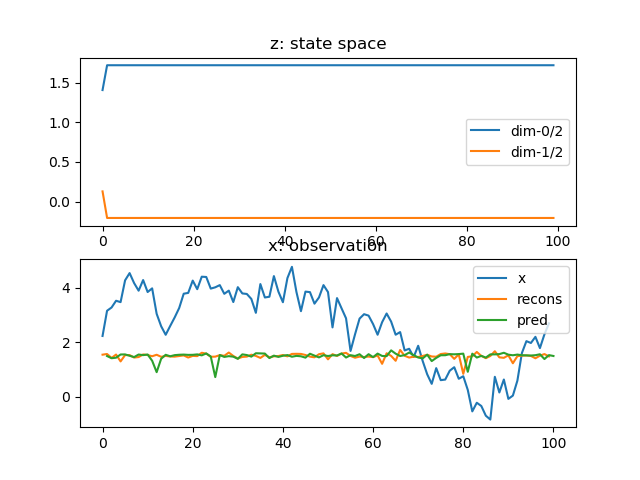 z: state space
1.5
1.0
0.5
0.0
dim-0/2
dim-1/2
0 20 40 60 80 100
x: observation
4
2
0
x
recons
pred
0 20 40 60 80 100